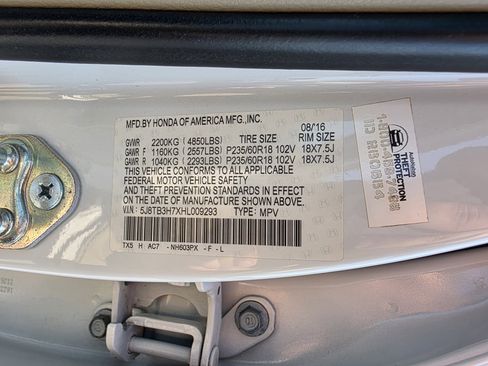 MFD.BY HONDA OF AMERICA MFG.,INC.
08/16
GVWR 2200KG (4850LBS) TIRE SIZE RIM SIZE
GAWR F 1160KG (2557LBS) P235/60R18 102V 18X7.5J
GAWR R 1040KG (2293LBS) P235/60R18 102V 18X7.5J
THIS VEHICLE CONFORMS TO ALL APPLICABLE
FEDERAL MOTOR VEHICLE SAFETY
AND THEFT PREVENTION STANDARDS IN EFFECT
ON THE DATE OF MANUFACTURE SHOWN ABOVE.
V.I.N: 5J8TB3H7XHL009293 TYPE: MPV
TX5 H AC7 -NH603PX -F -L
THEFT
PROTECTION